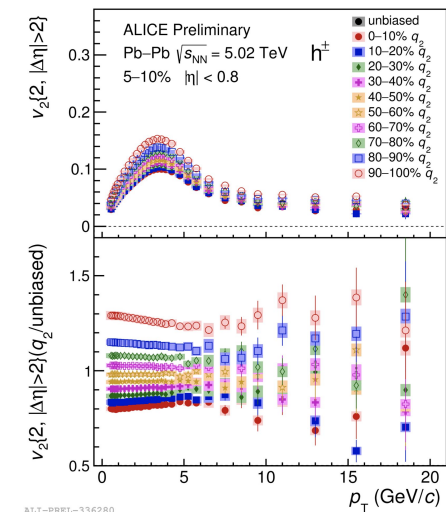 ALICE Preliminary
Pb–Pb √sNN = 5.02 TeV
5–10% |η| < 0.8
h±
unbiased
0–10% q2
10–20% q2
20–30% q2
30–40% q2
40–50% q2
50–60% q2
60–70% q2
70–80% q2
80–90% q2
90–100% q2
v2{2, |Δη|>2}
0.3
0.2
0.1
0
v2{2, |Δη|>2}(q2/unbiased)
1.5
1
0.5
0 5 10 15 20
pT (GeV/c)
ALI-PREL-336280